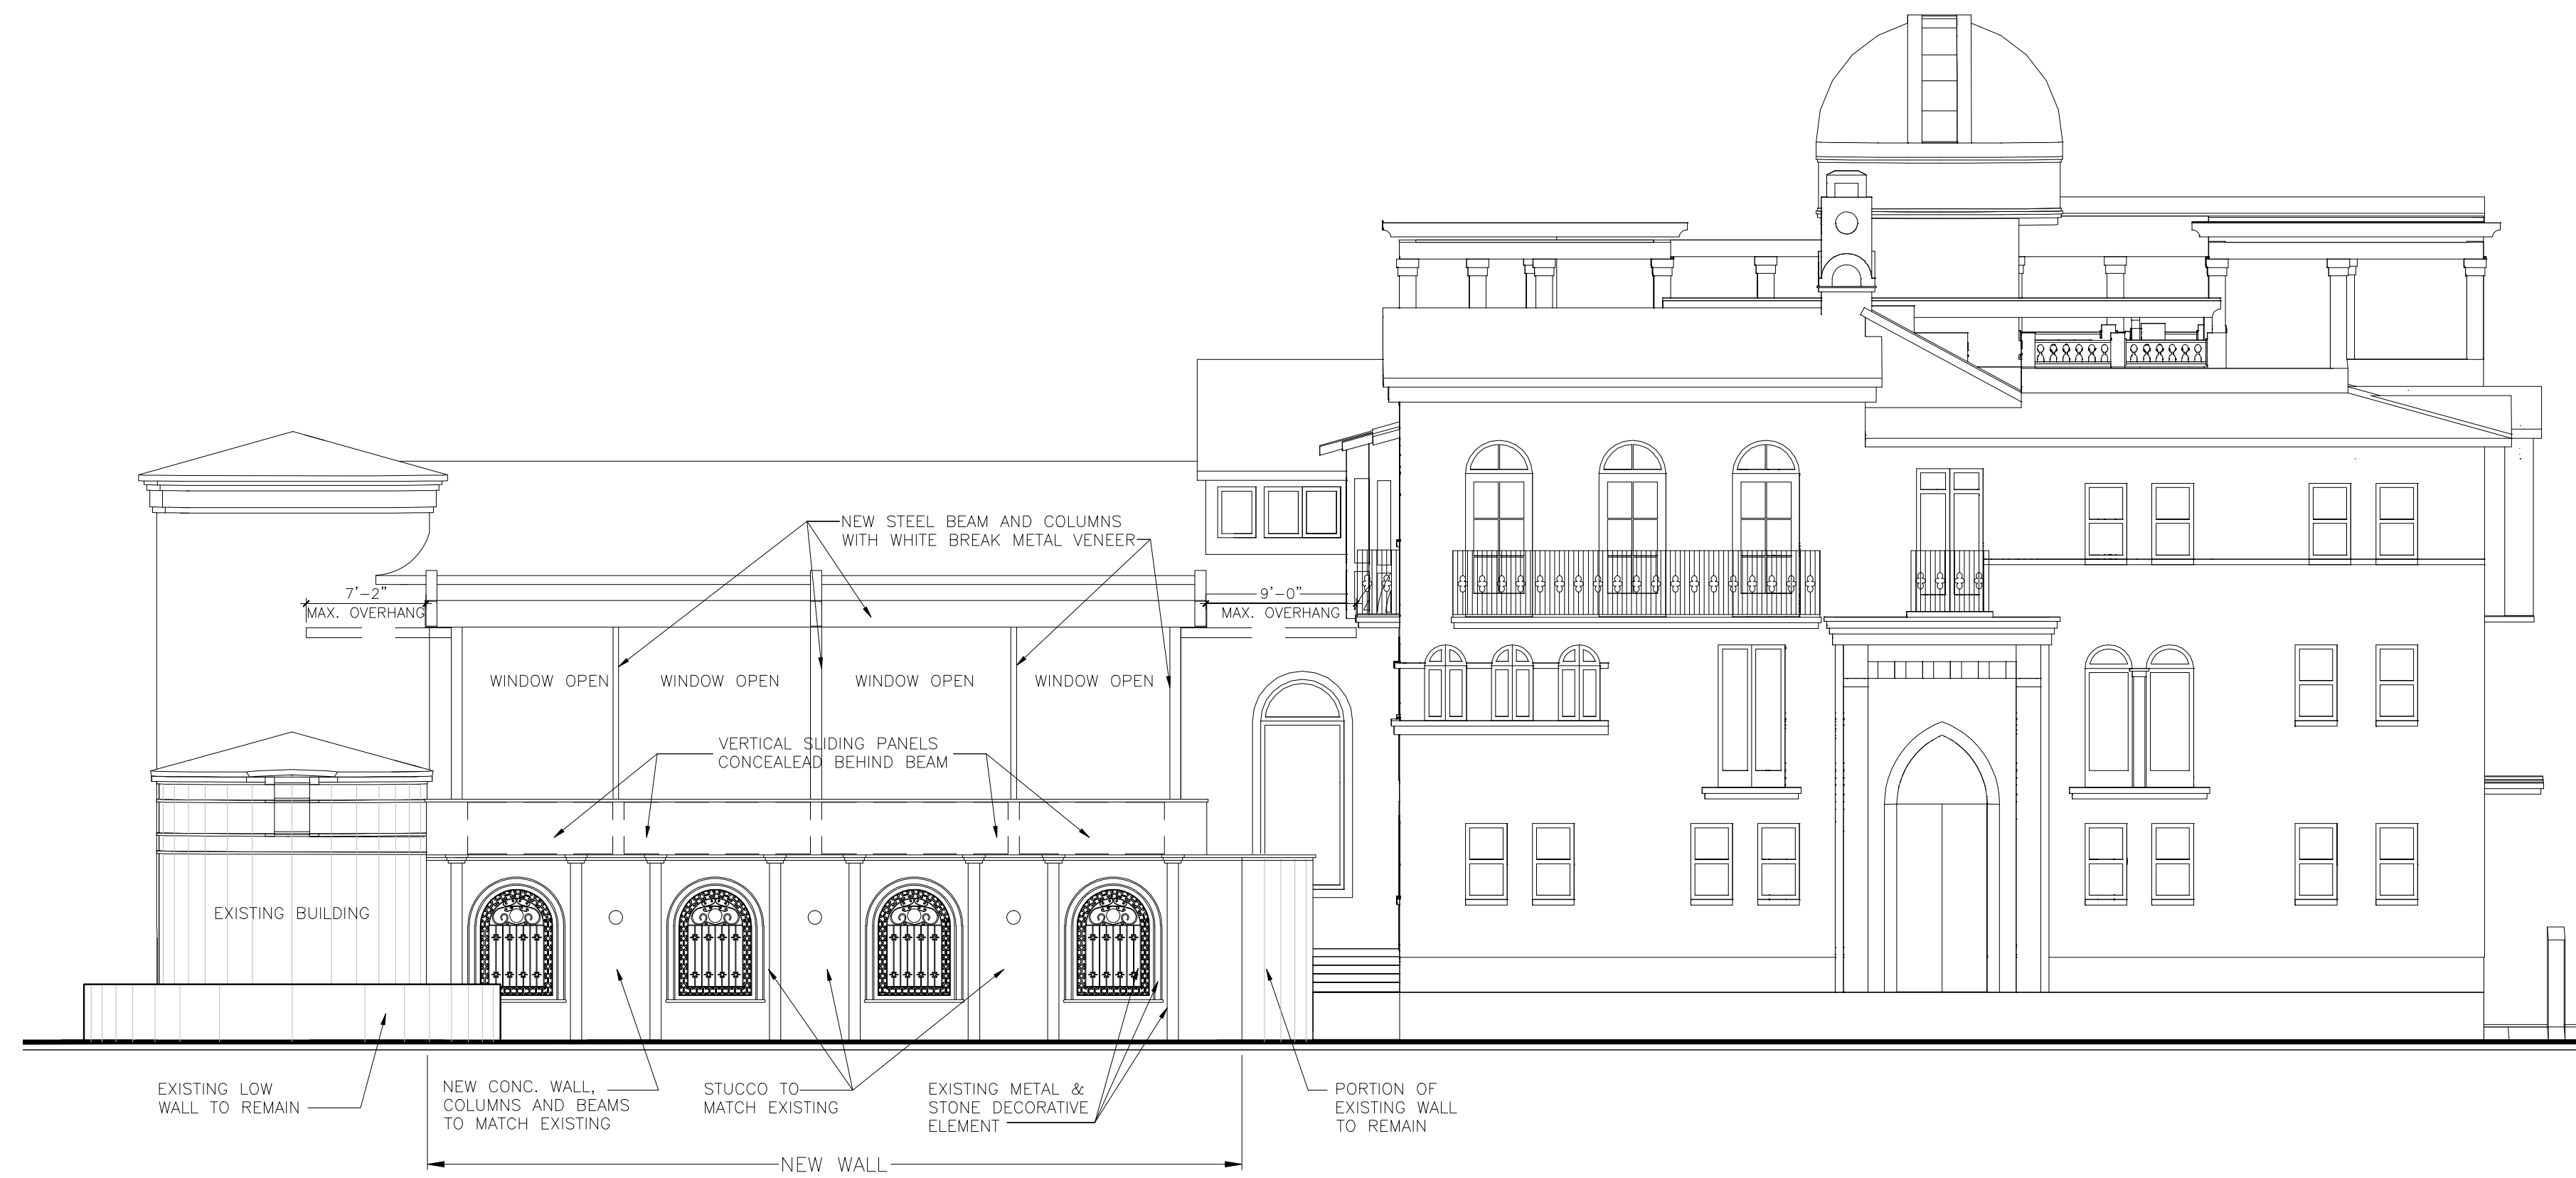 NEW STEEL BEAM AND COLUMNS
WITH WHITE BREAK METAL VENEER
7'-2"
MAX. OVERHANG
9'-0"
MAX. OVERHANG
WINDOW OPEN
WINDOW OPEN
WINDOW OPEN
WINDOW OPEN
VERTICAL SLIDING PANELS
CONCEALEAD BEHIND BEAM
EXISTING BUILDING
EXISTING LOW
WALL TO REMAIN
NEW CONC. WALL,
COLUMNS AND BEAMS
TO MATCH EXISTING
STUCCO TO
MATCH EXISTING
EXISTING METAL &
STONE DECORATIVE
ELEMENT
PORTION OF
EXISTING WALL
TO REMAIN
NEW WALL